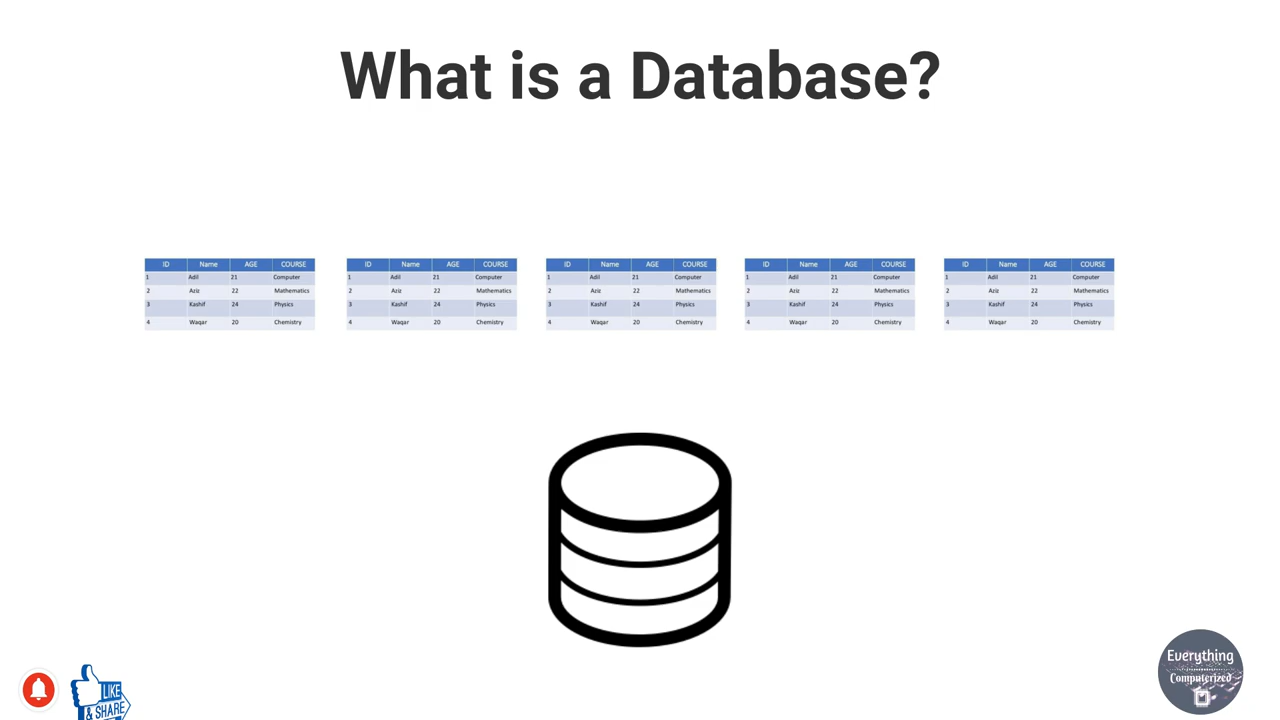 What is a Database?
ID Name AGE COURSE ID Name AGE COURSE ID Name AGE COURSE ID Name AGE COURSE ID Name AGE COURSE
1 Adil 21 Computer 1 Adil 21 Computer 1 Adil 21 Computer 1 Adil 21 Computer 1 Adil 21 Computer
2 Aziz 22 Mathematics 2 Aziz 22 Mathematics 2 Aziz 22 Mathematics 2 Aziz 22 Mathematics 2 Aziz 22 Mathematics
3 Kashif 24 Physics 3 Kashif 24 Physics 3 Kashif 24 Physics 3 Kashif 24 Physics 3 Kashif 24 Physics
4 Waqar 20 Chemistry 4 Waqar 20 Chemistry 4 Waqar 20 Chemistry 4 Waqar 20 Chemistry 4 Waqar 20 Chemistry
LIKE
& SHARE
Everything
Computerized